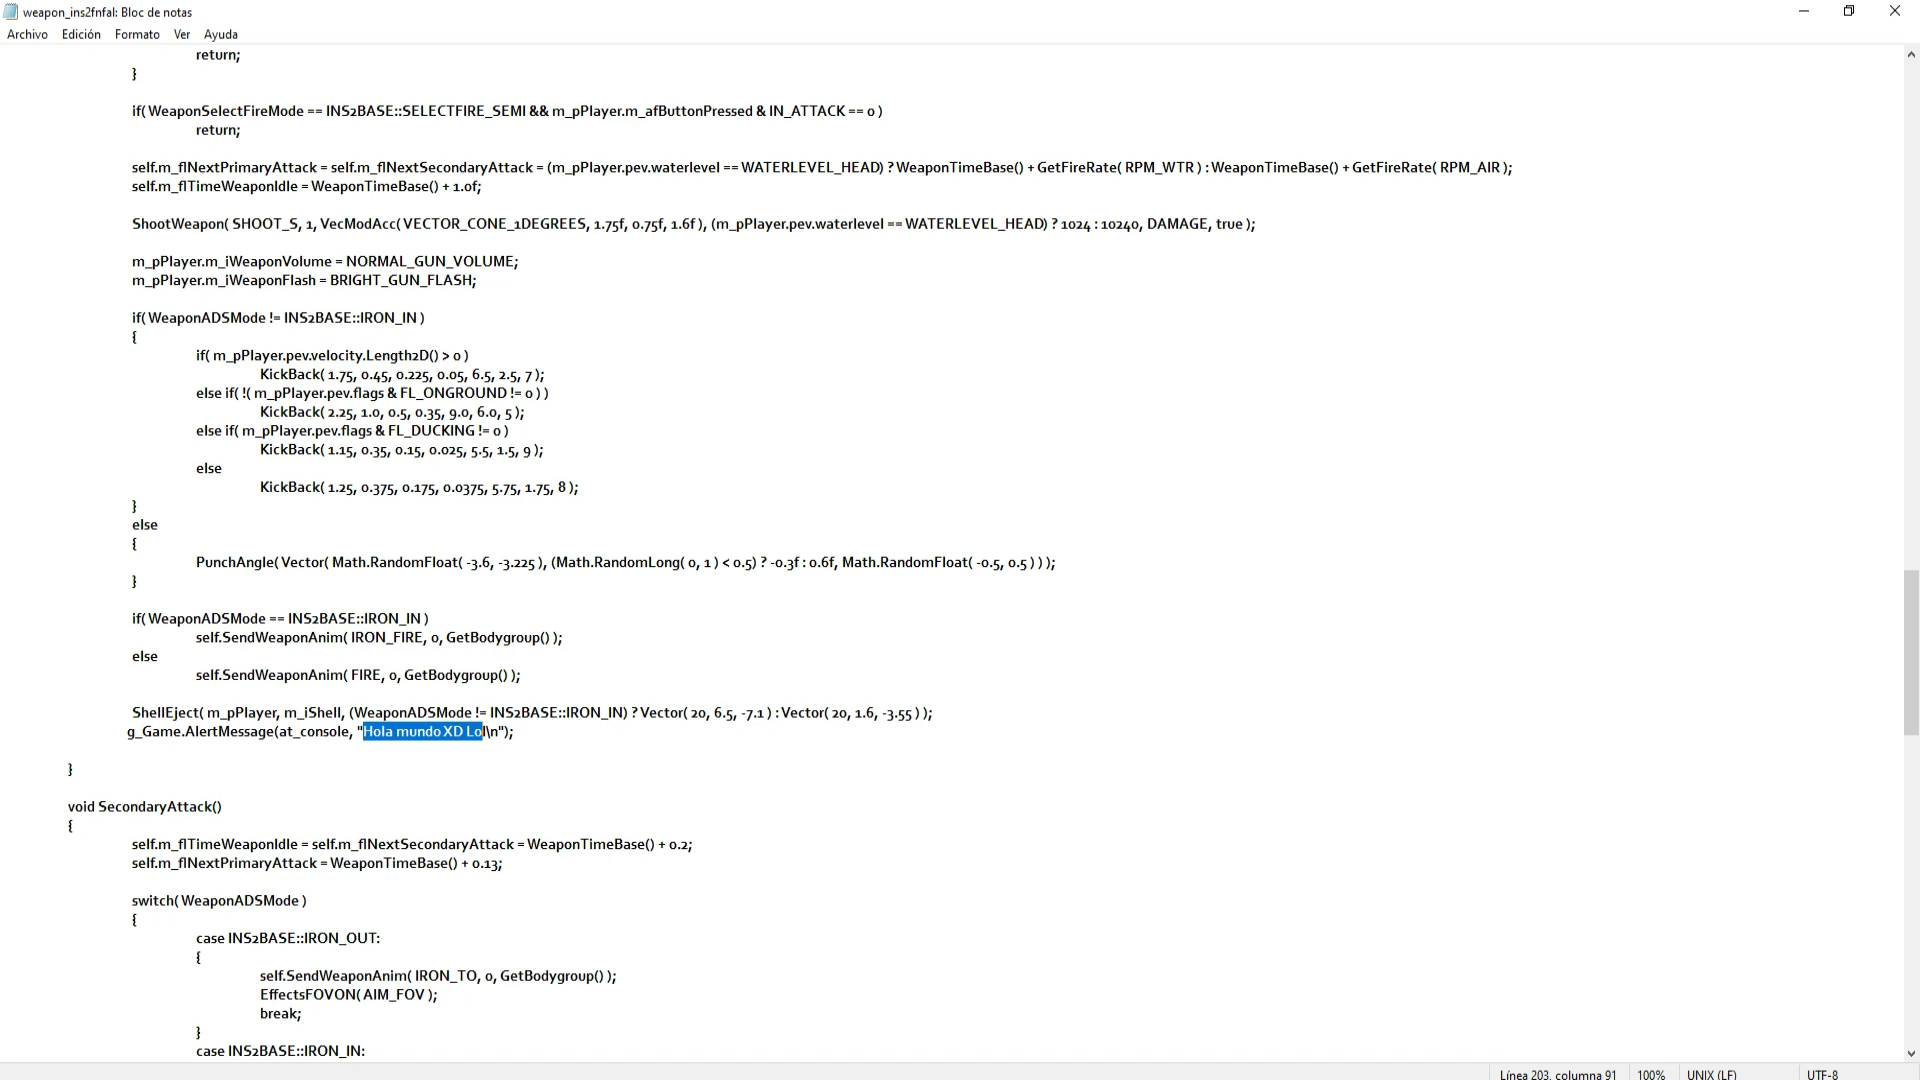 weapon_ins2fnfal: Bloc de notas
Archivo Edición Formato Ver Ayuda
return;
}
if( WeaponSelectFireMode == INS2BASE::SELECTFIRE_SEMI && m_pPlayer.m_afButtonPressed & IN_ATTACK == 0 )
return;
self.m_flNextPrimaryAttack = self.m_flNextSecondaryAttack = (m_pPlayer.pev.waterlevel == WATERLEVEL_HEAD) ? WeaponTimeBase() + GetFireRate( RPM_WTR ) : WeaponTimeBase() + GetFireRate( RPM_AIR );
self.m_flTimeWeaponIdle = WeaponTimeBase() + 1.0f;
ShootWeapon( SHOOT_S, 1, VecModAcc( VECTOR_CONE_1DEGREES, 1.75f, 0.75f, 1.6f ), (m_pPlayer.pev.waterlevel == WATERLEVEL_HEAD) ? 1024 : 10240, DAMAGE, true );
m_pPlayer.m_iWeaponVolume = NORMAL_GUN_VOLUME;
m_pPlayer.m_iWeaponFlash = BRIGHT_GUN_FLASH;
if( WeaponADSMode != INS2BASE::IRON_IN )
{
if( m_pPlayer.pev.velocity.Length2D() > 0 )
KickBack( 1.75, 0.45, 0.225, 0.05, 6.5, 2.5, 7 );
else if( !( m_pPlayer.pev.flags & FL_ONGROUND != 0 ) )
KickBack( 2.25, 1.0, 0.5, 0.35, 9.0, 6.0, 5 );
else if( m_pPlayer.pev.flags & FL_DUCKING != 0 )
KickBack( 1.15, 0.35, 0.15, 0.025, 5.5, 1.5, 9 );
else
KickBack( 1.25, 0.375, 0.175, 0.0375, 5.75, 1.75, 8 );
}
else
{
PunchAngle( Vector( Math.RandomFloat( -3.6, -3.225 ), (Math.RandomLong( 0, 1 ) < 0.5) ? -0.3f : 0.6f, Math.RandomFloat( -0.5, 0.5 ) ) );
}
if( WeaponADSMode == INS2BASE::IRON_IN )
self.SendWeaponAnim( IRON_FIRE, 0, GetBodygroup() );
else
self.SendWeaponAnim( FIRE, 0, GetBodygroup() );
ShellEject( m_pPlayer, m_iShell, (WeaponADSMode != INS2BASE::IRON_IN) ? Vector( 20, 6.5, -7.1 ) : Vector( 20, 1.6, -3.55 ) );
g_Game.AlertMessage(at_console, "Hola mundo XD Lol\n");
}
void SecondaryAttack()
{
self.m_flTimeWeaponIdle = self.m_flNextSecondaryAttack = WeaponTimeBase() + 0.2;
self.m_flNextPrimaryAttack = WeaponTimeBase() + 0.13;
switch( WeaponADSMode )
{
case INS2BASE::IRON_OUT:
{
self.SendWeaponAnim( IRON_TO, 0, GetBodygroup() );
EffectsFOVON( AIM_FOV );
break;
}
case INS2BASE::IRON_IN:
Línea 203, columna 91 100% UNIX (LF) UTF-8